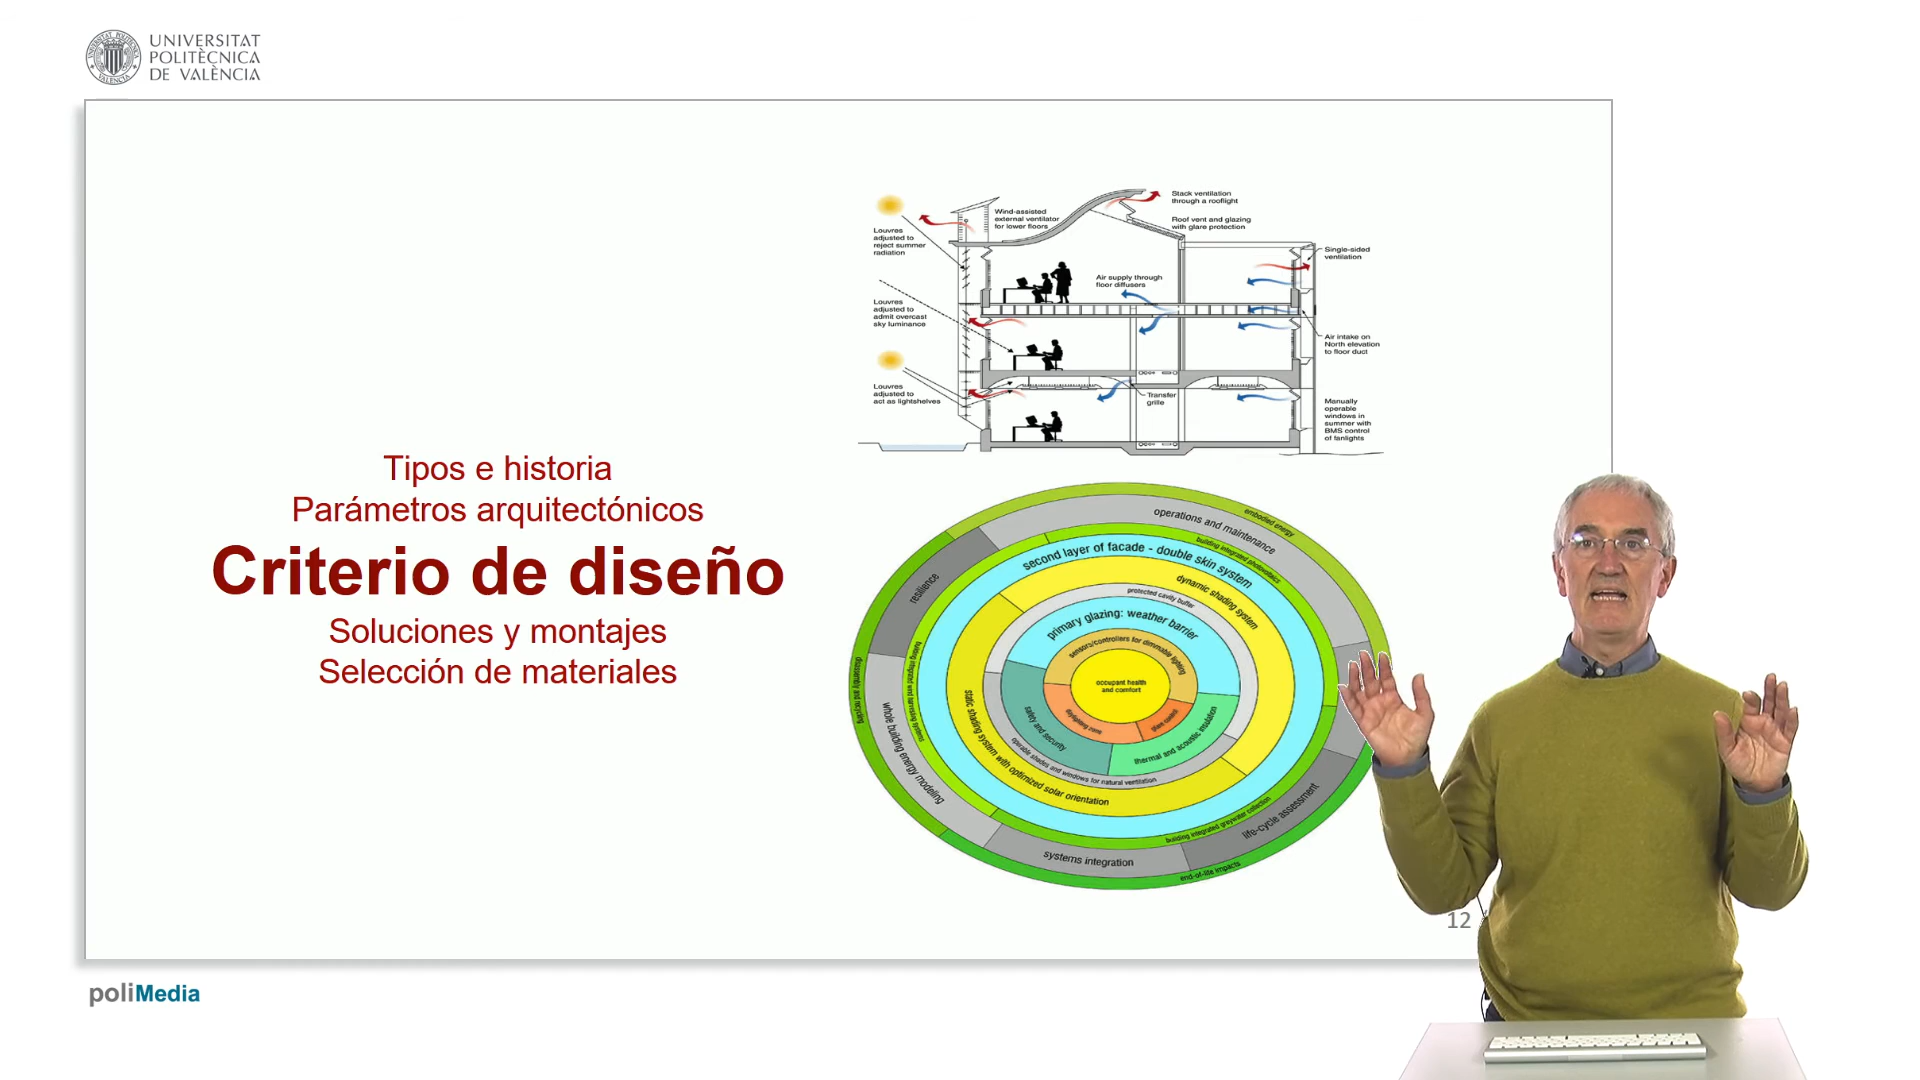 UNIVERSITAT
POLITÈCNICA
DE VALÈNCIA
Tipos e historia
Parámetros arquitectónicos
Criterio de diseño
Soluciones y montajes
Selección de materiales
Stack ventilation
through a rooflight
Wind-assisted
external ventilator
for lower floors
Roof vent and glazing
with glare protection
Louvres
adjusted to
reject summer
radiation
Single-sided
ventilation
Air supply through
floor diffusers
Louvres
adjusted to
admit overcast
sky luminance
Air intake on
North elevation
to floor duct
Louvres
adjusted to
act as lightshelves
Transfer
grille
Manually
operable
windows in
summer with
BMS control
of fanlights
embodied energy
operations and maintenance
building integrated photovoltaics
second layer of facade - double skin system
dynamic shading system
protected cavity buffer
primary glazing: weather barrier
sensors/controllers for dimmable lighting
occupant health
and comfort
daylighting zone
glare control
safety and security
thermal and acoustic insulation
operable shades and windows for natural ventilation
static shading system with optimized solar orientation
building integrated wind harnessing systems
building integrated greywater collection
resilience
whole building energy modeling
systems integration
life-cycle assessment
disassembly and recycling
end-of-life impacts
12
poliMedia